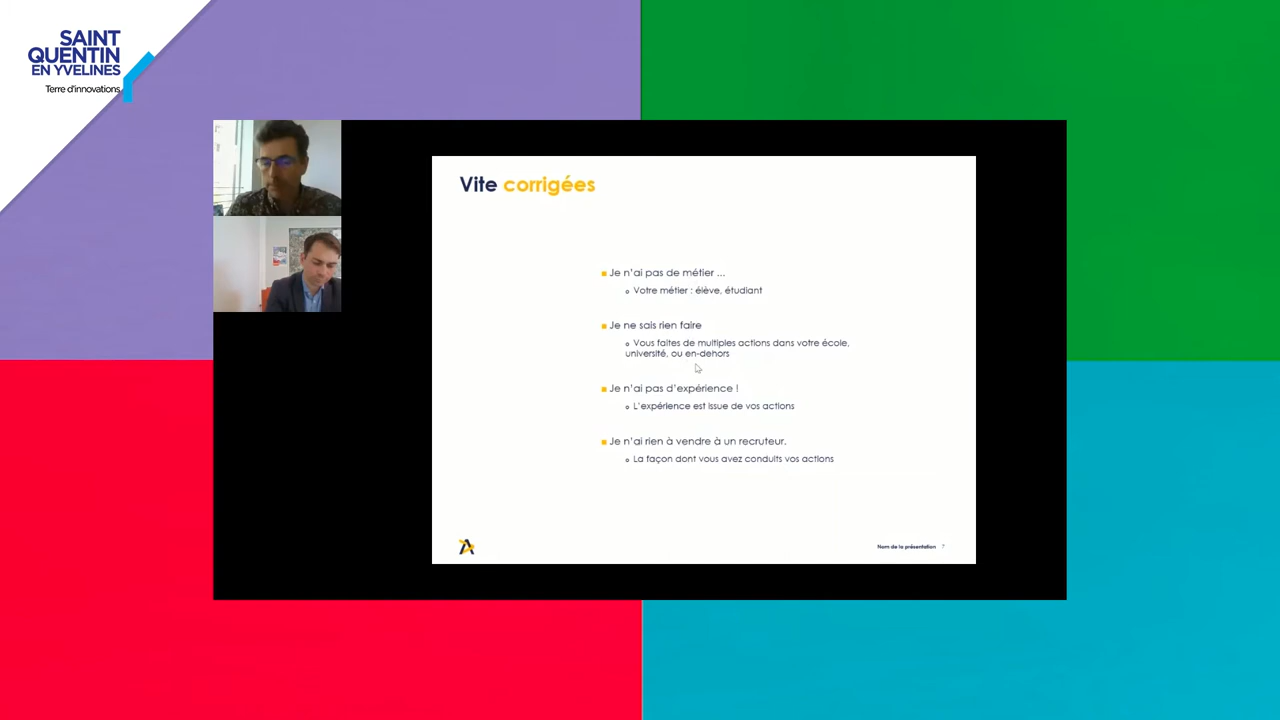 SAINT
QUENTIN
EN YVELINES
Terre d'innovations
Vite corrigées
Je n'ai pas de métier ...
Votre métier : élève, étudiant
Je ne sais rien faire
Vous faites de multiples actions dans votre école,
université, ou en-dehors
Je n'ai pas d'expérience !
L'expérience est issue de vos actions
Je n'ai rien à vendre à un recruteur.
La façon dont vous avez conduits vos actions
Nom de la présentation 7